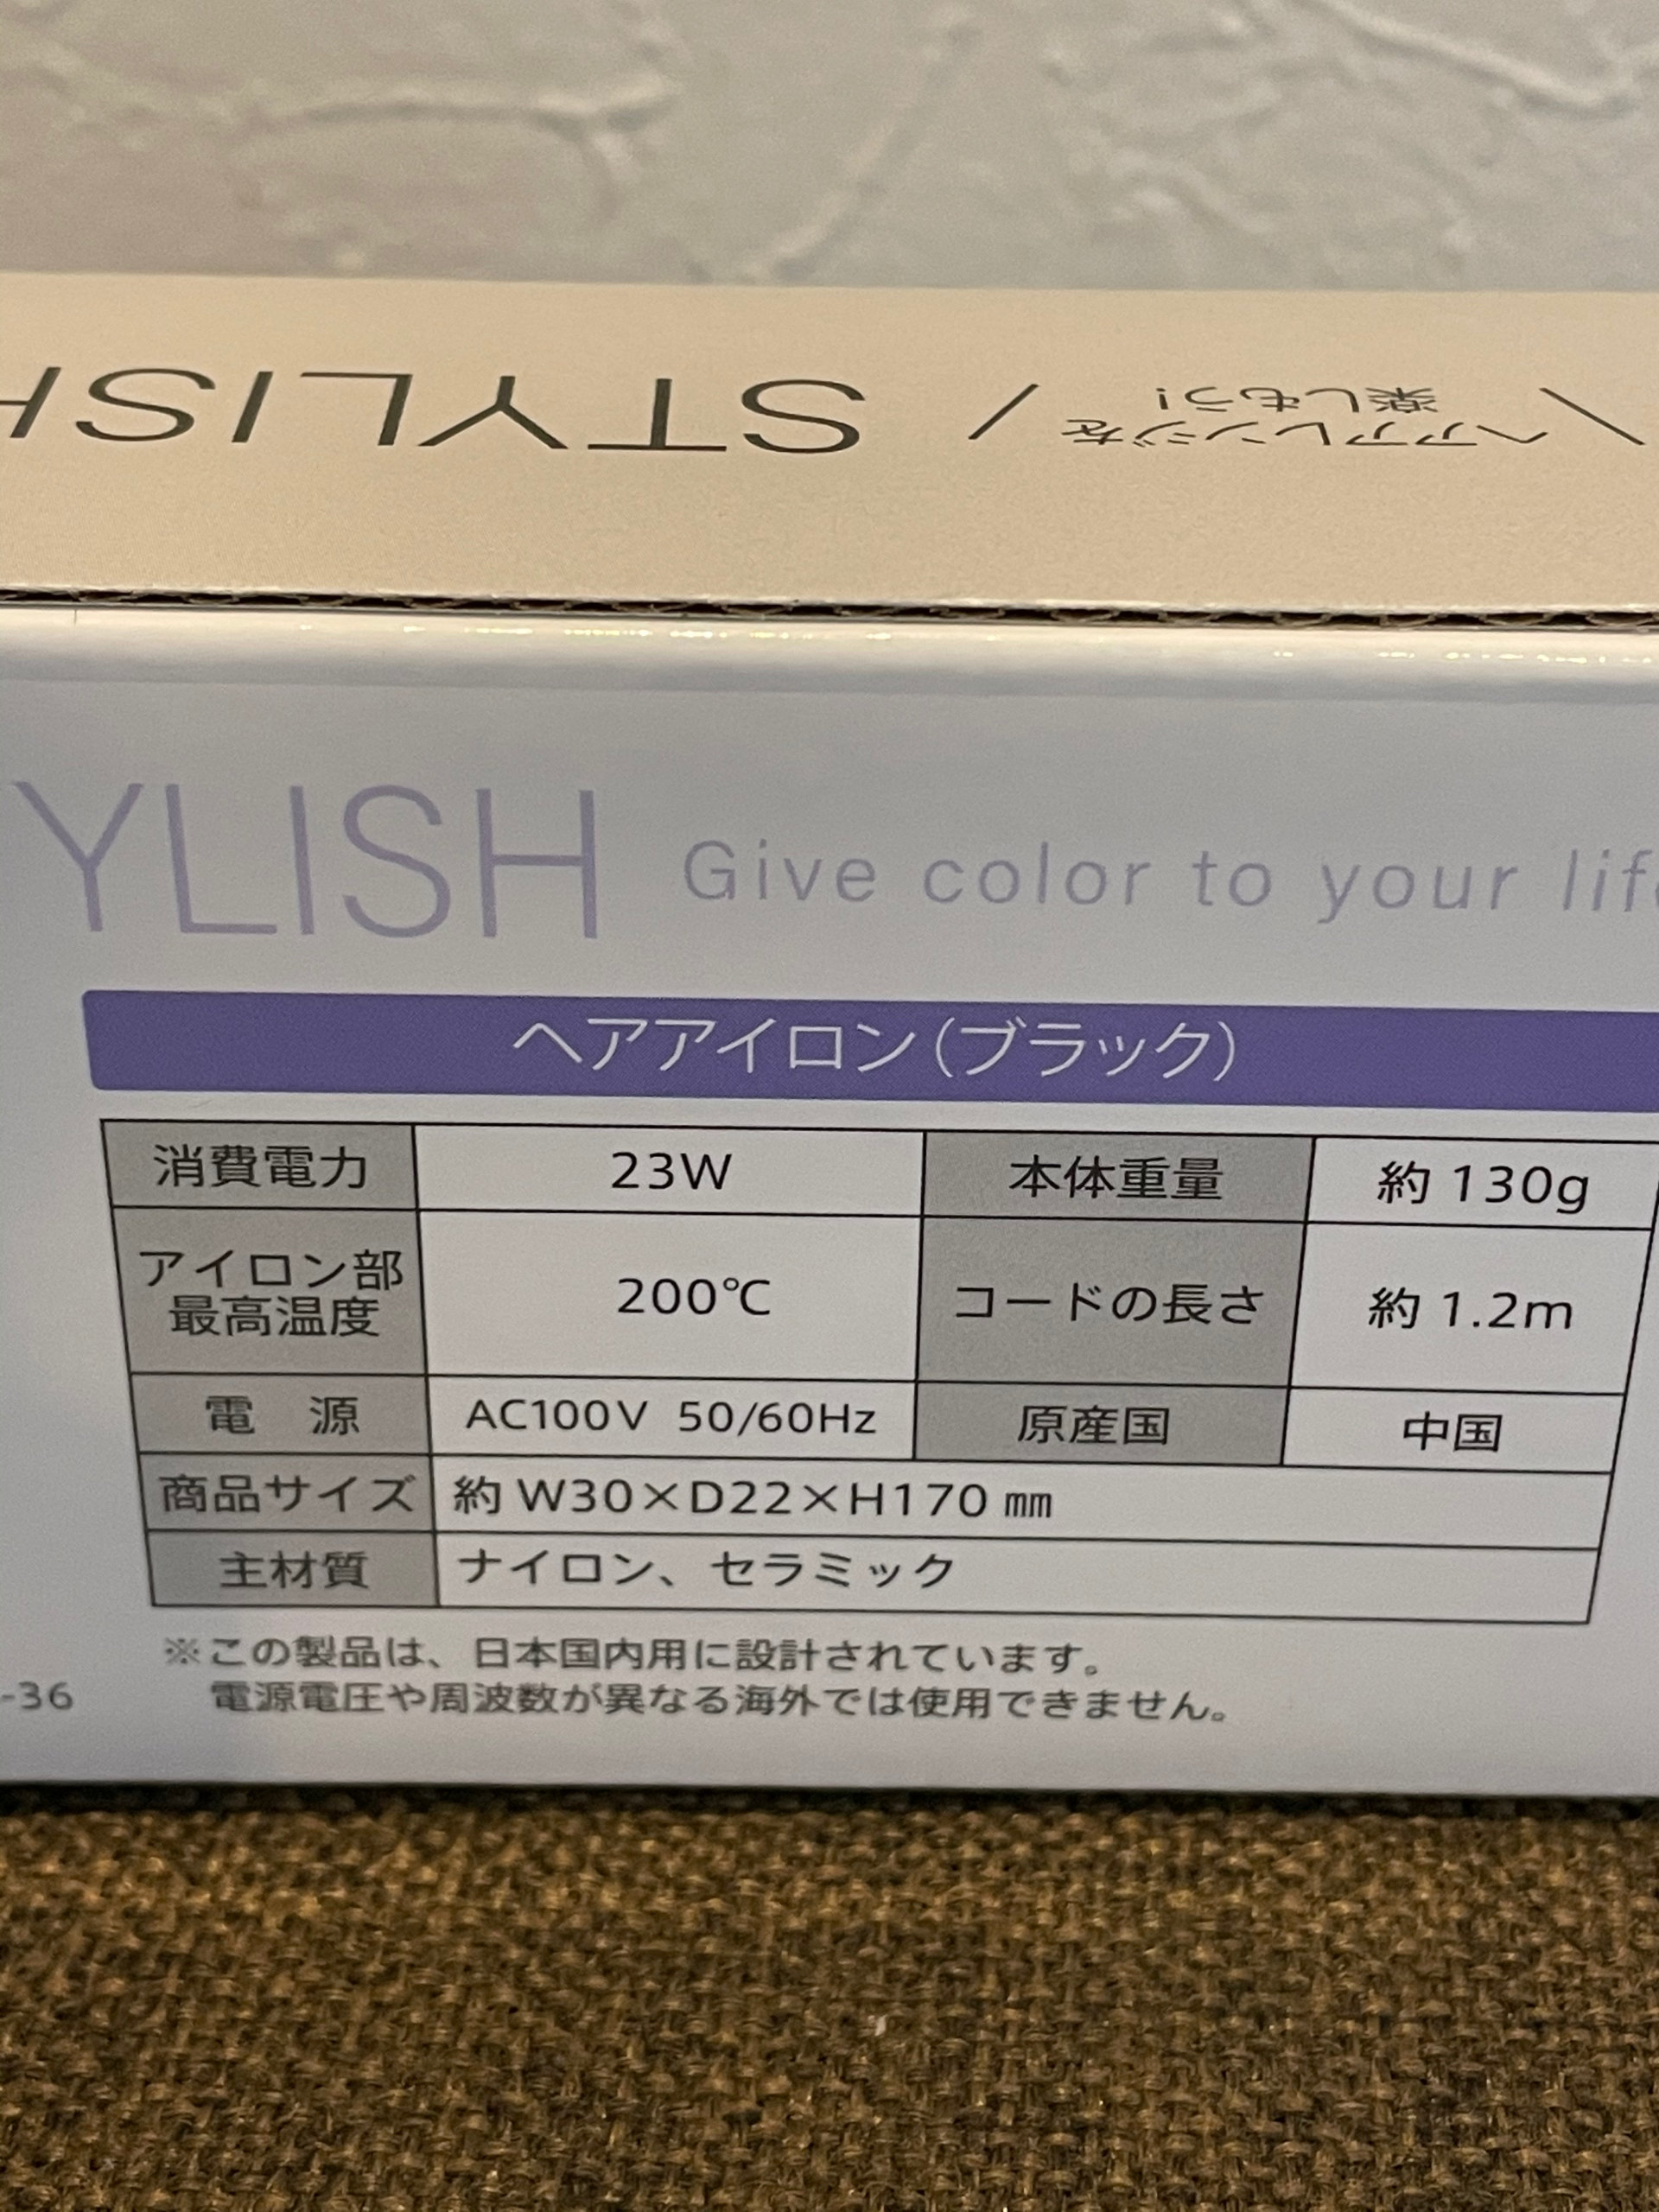 STYLISH
\ ヘアアレンジを /
楽しもう!
YLISH Give color to your life
ヘアアイロン(ブラック)
消費電力 23W 本体重量 約 130g
アイロン部
最高温度 200℃ コードの長さ 約 1.2m
電 源 AC100V 50/60Hz 原産国 中国
商品サイズ 約 W30×D22×H170 ㎜
主材質 ナイロン、セラミック
※この製品は、日本国内用に設計されています。
-36 電源電圧や周波数が異なる海外では使用できません。